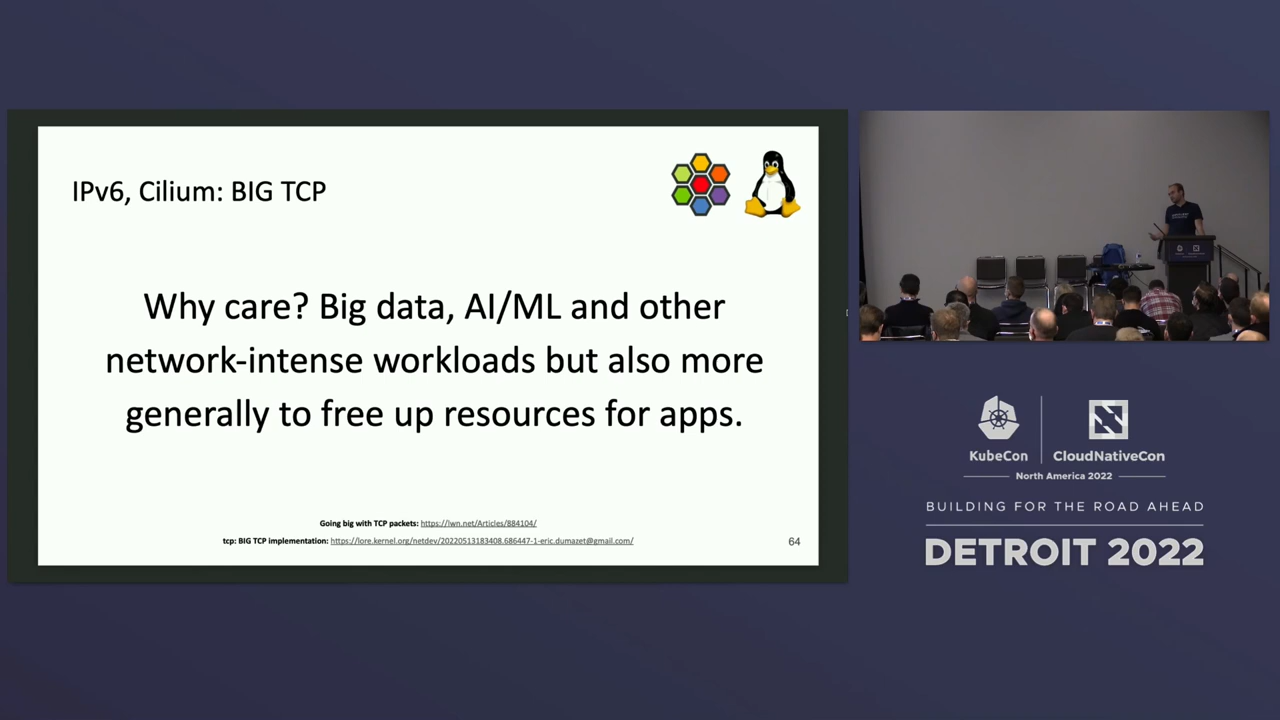 IPv6, Cilium: BIG TCP
Why care? Big data, AI/ML and other
network-intense workloads but also more
generally to free up resources for apps.
Going big with TCP packets: https://lwn.net/Articles/884104/
tcp: BIG TCP implementation: https://lore.kernel.org/netdev/20220513183408.686447-1-eric.dumazet@gmail.com/
64
KubeCon
CloudNativeCon
North America 2022
BUILDING FOR THE ROAD AHEAD
DETROIT 2022